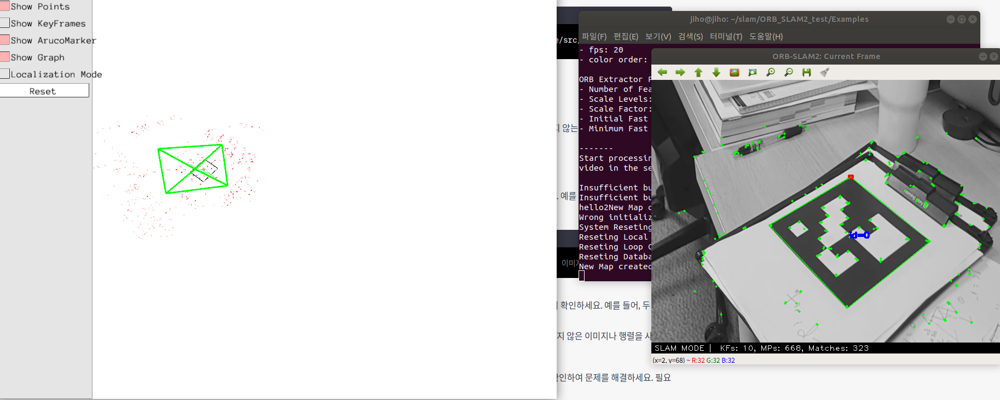 Show Points
Show KeyFrames
Show ArucoMarker
Show Graph
Localization Mode
Reset
e/src/
지 않는
. 예를
이미지
확인하세요. 예를 들어, 두
지 않은 이미지나 행렬을 시
확인하여 문제를 해결하세요. 필요
jiho@jiho: ~/slam/ORB_SLAM2_test/Examples
파일(F) 편집(E) 보기(V) 검색(S) 터미널(T) 도움말(H)
- fps: 20
- color order:
ORB Extractor P
- Number of Fea
- Scale Levels:
- Scale Factor:
- Initial Fast
- Minimum Fast
-------
Start processin
video in the se
Insufficient bu
Insufficient bu
hello2New Map c
Wrong initializ
System Reseting
Reseting Local
Reseting Loop C
Reseting Databa
New Map created
ORB-SLAM2: Current Frame
id=0
SLAM MODE | KFs: 10, MPs: 668, Matches: 323
(x=2, y=68) ~ R:32 G:32 B:32